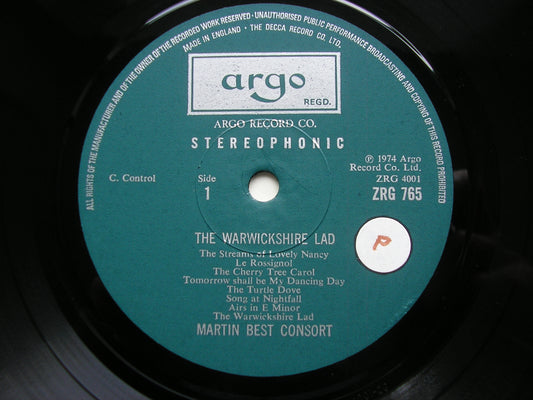 ALL RIGHTS OF THE MANUFACTURER AND OF THE OWNER OF THE RECORDED WORK RESERVED · UNAUTHORISED PUBLIC PERFORMANCE BROADCASTING AND COPYING OF THIS RECORD PROHIBITED
MADE IN ENGLAND · THE DECCA RECORD CO. LTD.
argo
REGD.
ARGO RECORD CO.
STEREOPHONIC
C. Control
Side
1
℗ 1974 Argo
Record Co. Ltd.
ZRG 4001
ZRG 765
P
THE WARWICKSHIRE LAD
The Streams of Lovely Nancy
Le Rossignol
The Cherry Tree Carol
Tomorrow shall be My Dancing Day
The Turtle Dove
Song at Nightfall
Airs in E Minor
The Warwickshire Lad
MARTIN BEST CONSORT